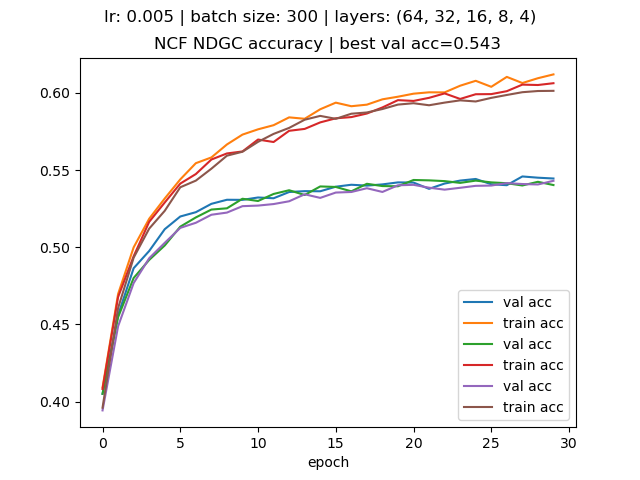 lr: 0.005 | batch size: 300 | layers: (64, 32, 16, 8, 4)
NCF NDGC accuracy | best val acc=0.543
0.60
0.55
0.50
0.45
0.40
val acc
train acc
val acc
train acc
val acc
train acc
0 5 10 15 20 25 30
epoch